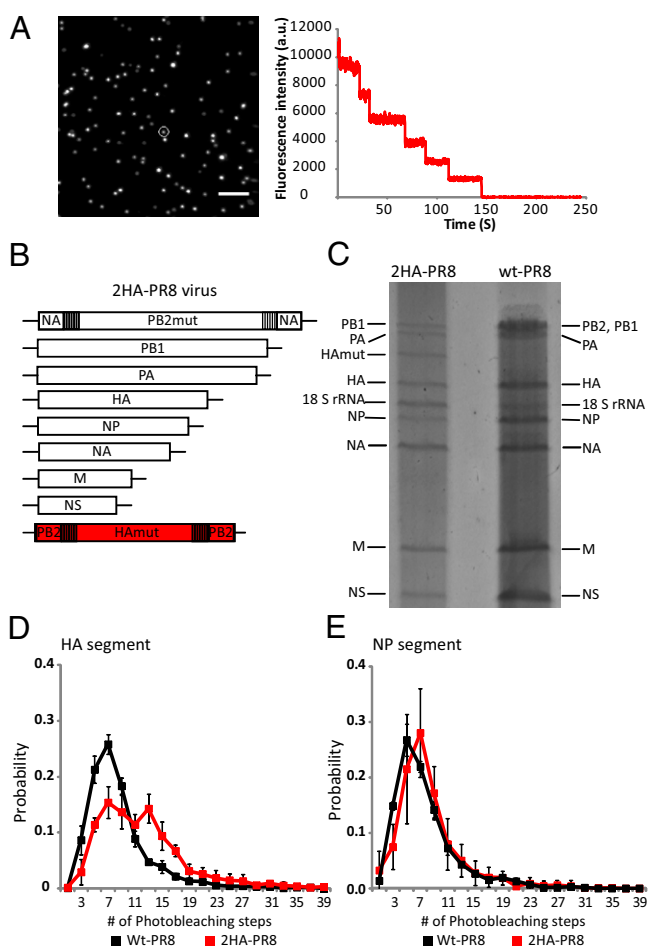 A
Fluorescence intensity (a.u.)
12000
10000
8000
6000
4000
2000
0
50
100
150
200
250
Time (S)
B
2HA-PR8 virus
NA
PB2mut
NA
PB1
PA
HA
NP
NA
M
NS
PB2
HAmut
PB2
C
2HA-PR8
wt-PR8
PB1
PA
HAmut
HA
18 S rRNA
NP
NA
M
NS
PB2, PB1
PA
HA
18 S rRNA
NP
NA
M
NS
D
HA segment
0.4
0.3
0.2
0.1
0
Probability
3
7
11
15
19
23
27
31
35
39
# of Photobleaching steps
Wt-PR8
2HA-PR8
E
NP segment
0.4
0.3
0.2
0.1
0.0
Probability
3
7
11
15
19
23
27
31
35
39
# of Photobleaching steps
Wt-PR8
2HA-PR8